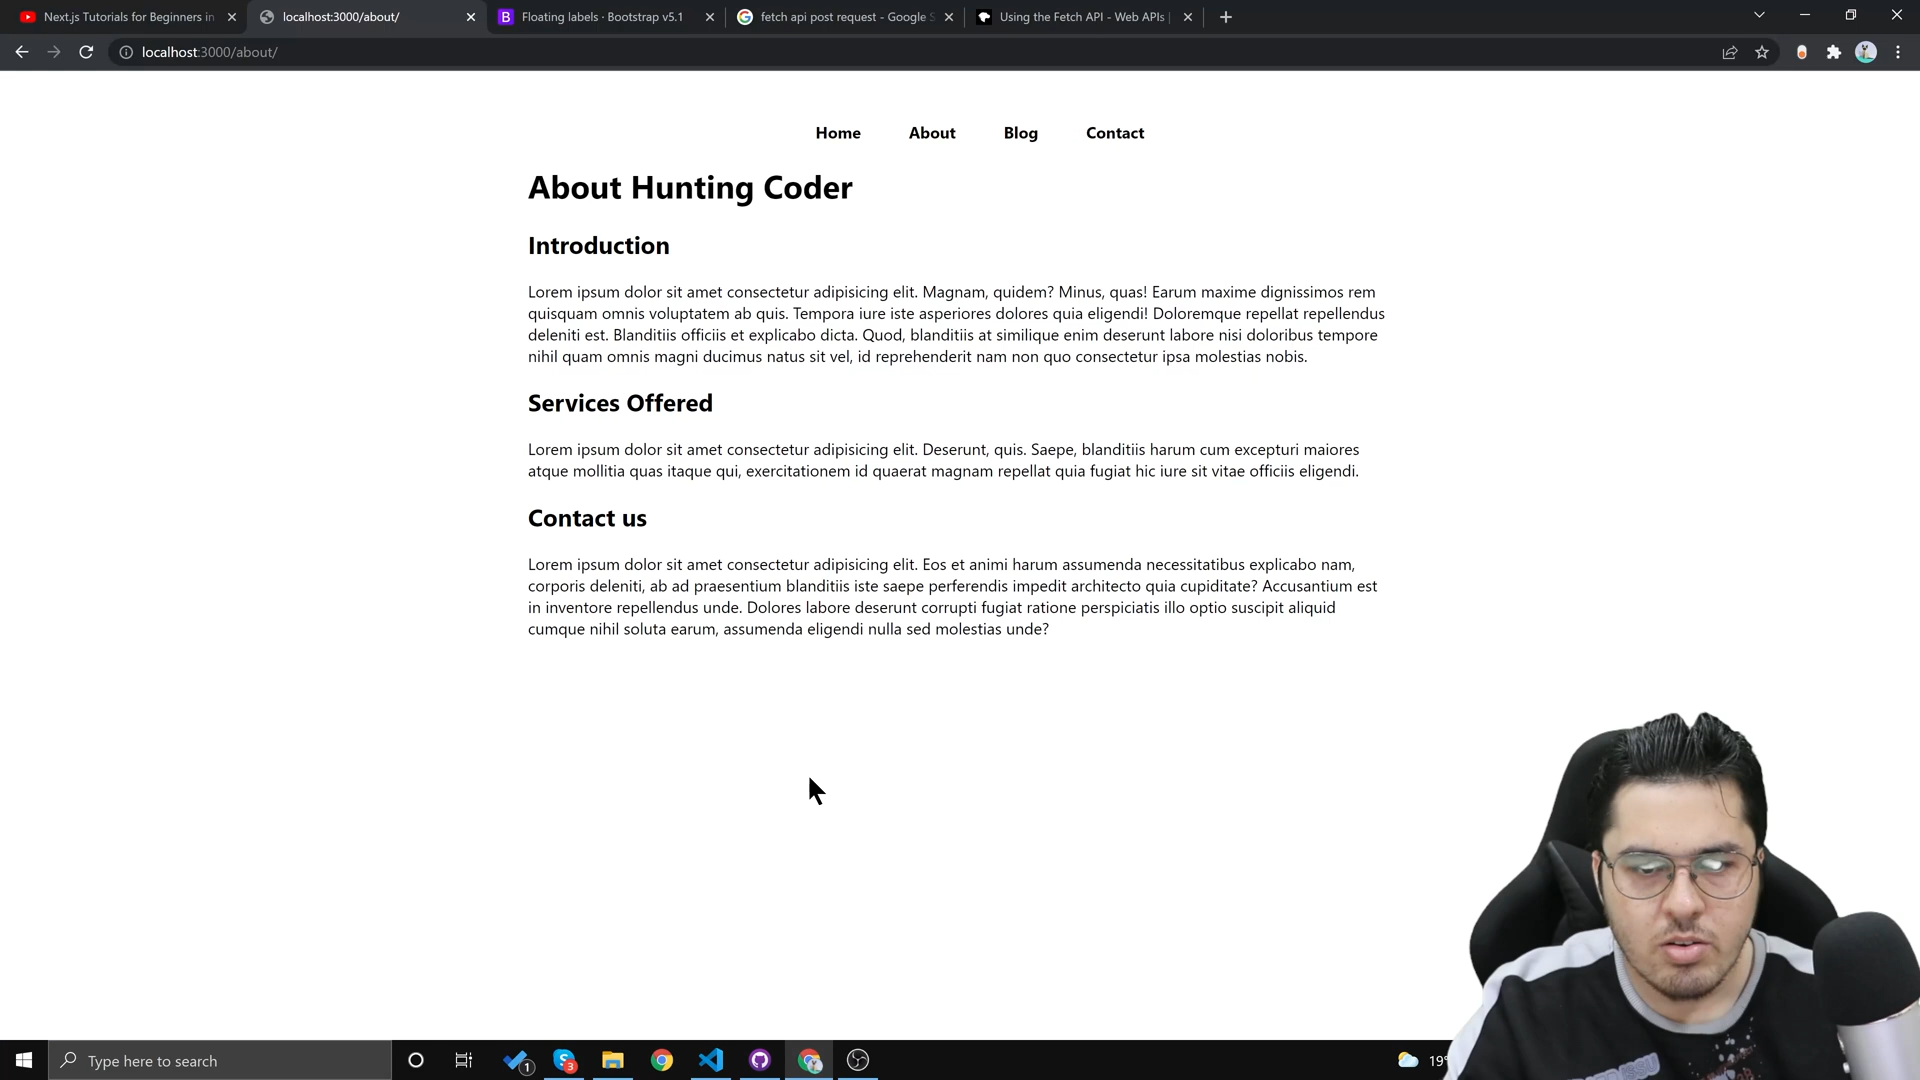 Next.js Tutorials for Beginners in
localhost:3000/about/
Floating labels · Bootstrap v5.1
fetch api post request - Google S
Using the Fetch API - Web APIs |
localhost:3000/about/
Home About Blog Contact
About Hunting Coder
Introduction
Lorem ipsum dolor sit amet consectetur adipisicing elit. Magnam, quidem? Minus, quas! Earum maxime dignissimos rem
quisquam omnis voluptatem ab quis. Tempora iure iste asperiores dolores quia eligendi! Doloremque repellat repellendus
deleniti est. Blanditiis officiis et explicabo dicta. Quod, blanditiis at similique enim deserunt labore nisi doloribus tempore
nihil quam omnis magni ducimus natus sit vel, id reprehenderit nam non quo consectetur ipsa molestias nobis.
Services Offered
Lorem ipsum dolor sit amet consectetur adipisicing elit. Deserunt, quis. Saepe, blanditiis harum cum excepturi maiores
atque mollitia quas itaque qui, exercitationem id quaerat magnam repellat quia fugiat hic iure sit vitae officiis eligendi.
Contact us
Lorem ipsum dolor sit amet consectetur adipisicing elit. Eos et animi harum assumenda necessitatibus explicabo nam,
corporis deleniti, ab ad praesentium blanditiis iste saepe perferendis impedit architecto quia cupiditate? Accusantium est
in inventore repellendus unde. Dolores labore deserunt corrupti fugiat ratione perspiciatis illo optio suscipit aliquid
cumque nihil soluta earum, assumenda eligendi nulla sed molestias unde?
Type here to search
1
3
19°